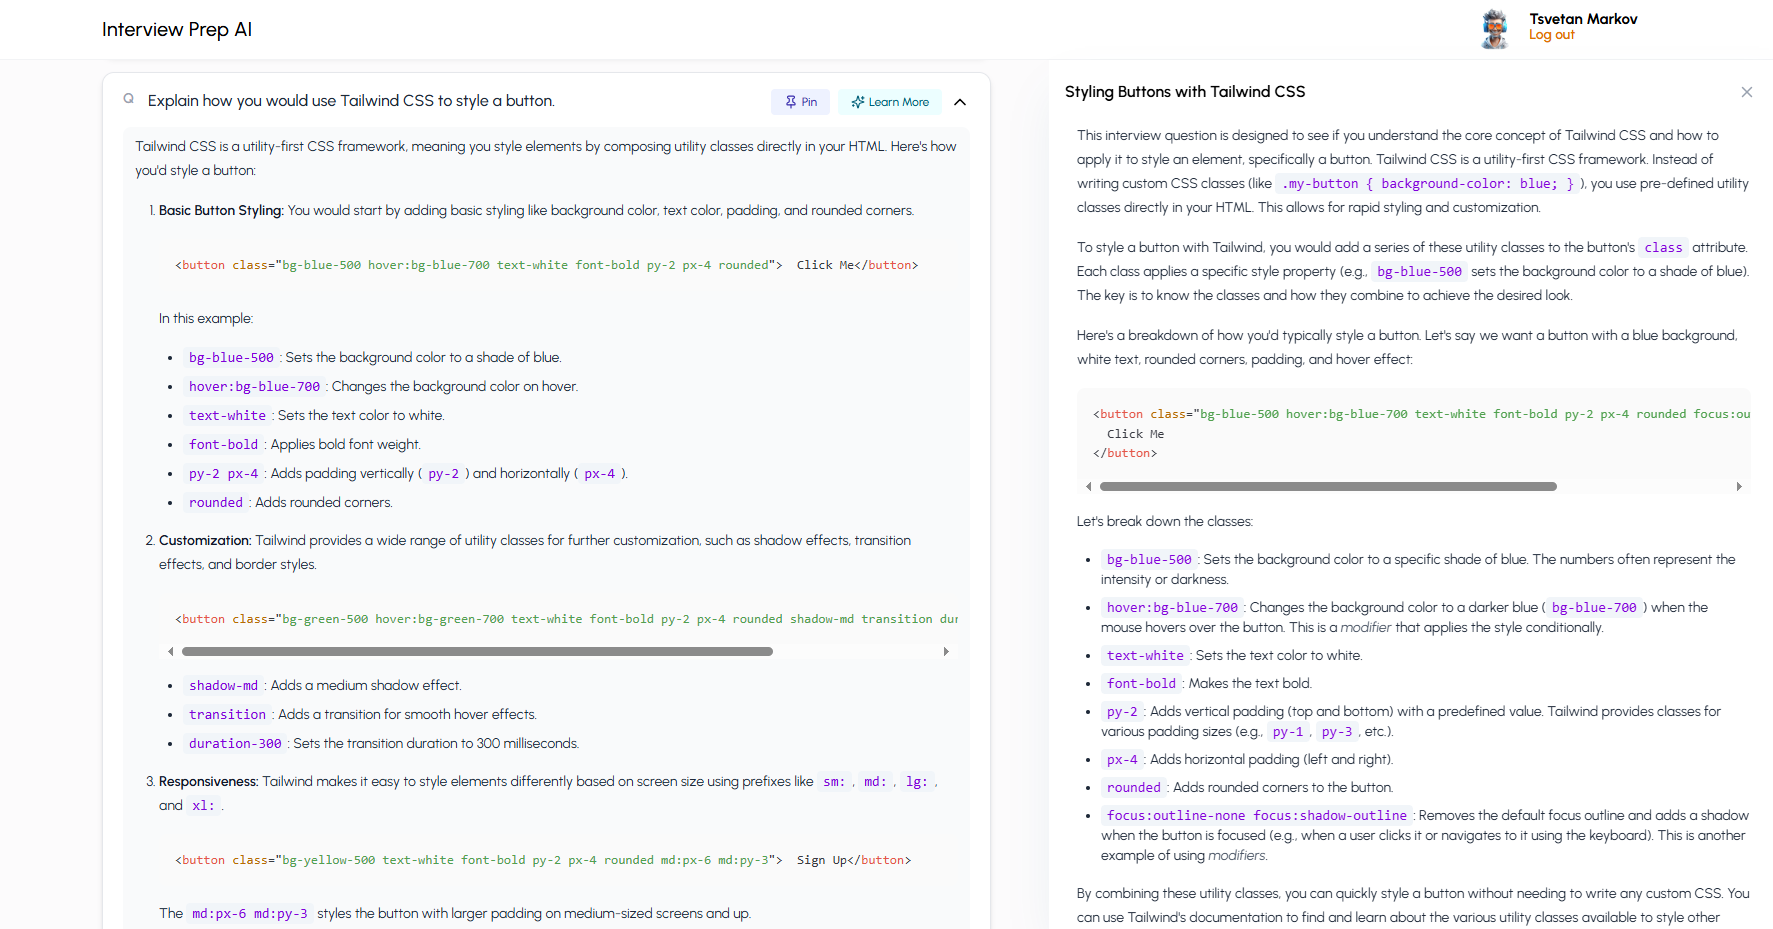 Interview Prep AI
Tsvetan Markov
Log out
Q Explain how you would use Tailwind CSS to style a button.
Pin
Learn More
Tailwind CSS is a utility-first CSS framework, meaning you style elements by composing utility classes directly in your HTML. Here's how
you'd style a button:
1. Basic Button Styling: You would start by adding basic styling like background color, text color, padding, and rounded corners.
<button class="bg-blue-500 hover:bg-blue-700 text-white font-bold py-2 px-4 rounded">  Click Me</button>
In this example:
• bg-blue-500 : Sets the background color to a shade of blue.
• hover:bg-blue-700 : Changes the background color on hover.
• text-white : Sets the text color to white.
• font-bold : Applies bold font weight.
• py-2 px-4 : Adds padding vertically ( py-2 ) and horizontally ( px-4 ).
• rounded : Adds rounded corners.
2. Customization: Tailwind provides a wide range of utility classes for further customization, such as shadow effects, transition
effects, and border styles.
<button class="bg-green-500 hover:bg-green-700 text-white font-bold py-2 px-4 rounded shadow-md transition dur
• shadow-md : Adds a medium shadow effect.
• transition : Adds a transition for smooth hover effects.
• duration-300 : Sets the transition duration to 300 milliseconds.
3. Responsiveness: Tailwind makes it easy to style elements differently based on screen size using prefixes like sm: , md: , lg: ,
and xl: .
<button class="bg-yellow-500 text-white font-bold py-2 px-4 rounded md:px-6 md:py-3">  Sign Up</button>
The md:px-6 md:py-3 styles the button with larger padding on medium-sized screens and up.
Styling Buttons with Tailwind CSS
This interview question is designed to see if you understand the core concept of Tailwind CSS and how to
apply it to style an element, specifically a button. Tailwind CSS is a utility-first CSS framework. Instead of
writing custom CSS classes (like .my-button { background-color: blue; } ), you use pre-defined utility
classes directly in your HTML. This allows for rapid styling and customization.
To style a button with Tailwind, you would add a series of these utility classes to the button's class attribute.
Each class applies a specific style property (e.g., bg-blue-500 sets the background color to a shade of blue).
The key is to know the classes and how they combine to achieve the desired look.
Here's a breakdown of how you'd typically style a button. Let's say we want a button with a blue background,
white text, rounded corners, padding, and hover effect:
<button class="bg-blue-500 hover:bg-blue-700 text-white font-bold py-2 px-4 rounded focus:ou
Click Me
</button>
Let's break down the classes:
• bg-blue-500 : Sets the background color to a specific shade of blue. The numbers often represent the
intensity or darkness.
• hover:bg-blue-700 : Changes the background color to a darker blue ( bg-blue-700 ) when the
mouse hovers over the button. This is a modifier that applies the style conditionally.
• text-white : Sets the text color to white.
• font-bold : Makes the text bold.
• py-2 : Adds vertical padding (top and bottom) with a predefined value. Tailwind provides classes for
various padding sizes (e.g., py-1 , py-3 , etc.).
• px-4 : Adds horizontal padding (left and right).
• rounded : Adds rounded corners to the button.
• focus:outline-none focus:shadow-outline : Removes the default focus outline and adds a shadow
when the button is focused (e.g., when a user clicks it or navigates to it using the keyboard). This is another
example of using modifiers.
By combining these utility classes, you can quickly style a button without needing to write any custom CSS. You
can use Tailwind's documentation to find and learn about the various utility classes available to style other